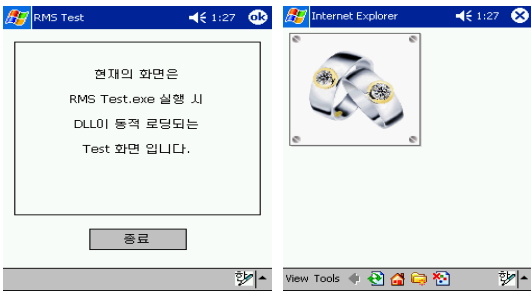 RMS Test
1:27
ok
현재의 화면은
RMS Test.exe 실행 시
DLL이 동적 로딩되는
Test 화면 입니다.
종료
한
Internet Explorer
1:27
View Tools
한